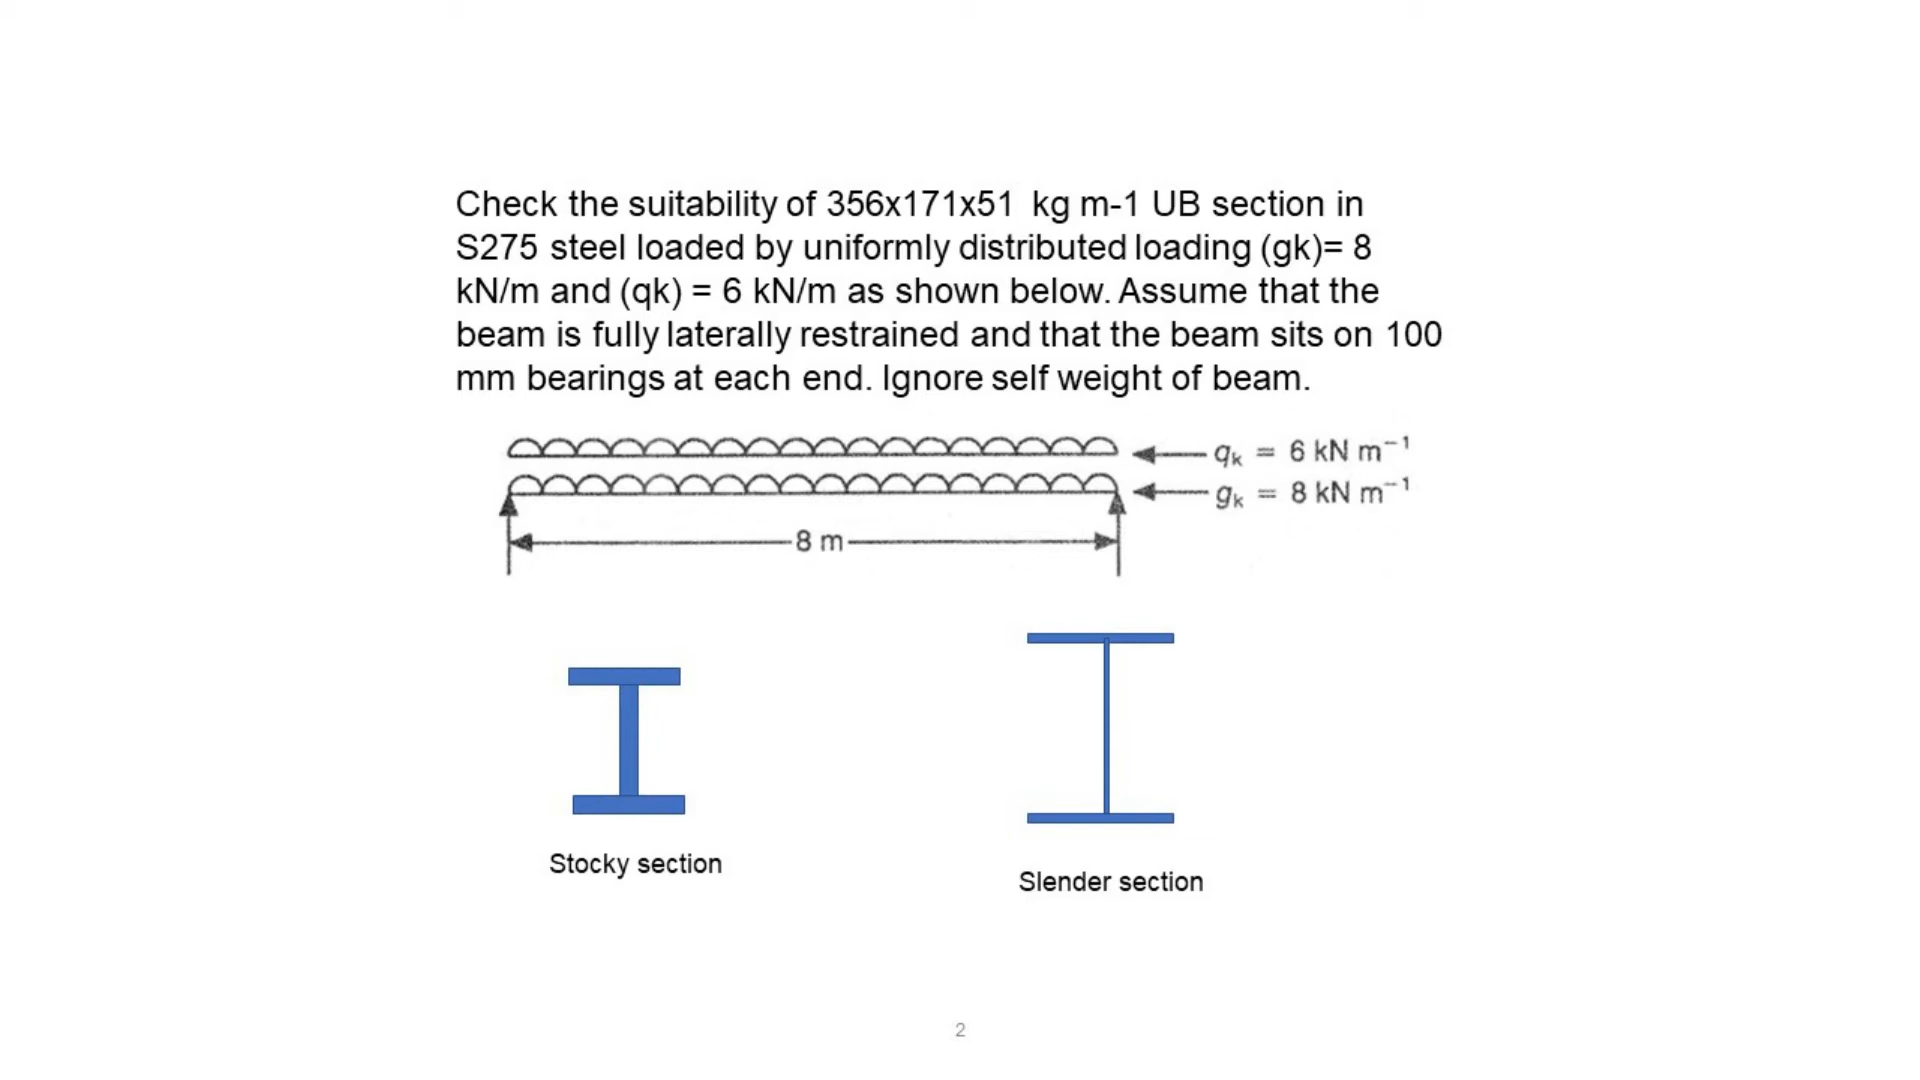 Check the suitability of 356x171x51 kg m-1 UB section in
S275 steel loaded by uniformly distributed loading (gk)= 8
kN/m and (qk) = 6 kN/m as shown below. Assume that the
beam is fully laterally restrained and that the beam sits on 100
mm bearings at each end. Ignore self weight of beam.
qk = 6 kN m⁻¹
gk = 8 kN m⁻¹
8 m
Stocky section
Slender section
2